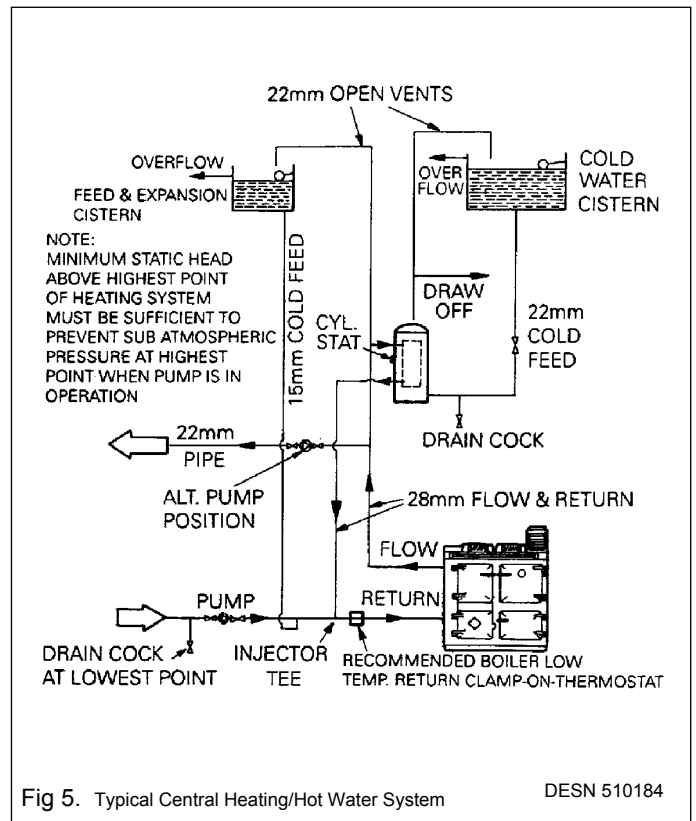 22mm OPEN VENTS
OVERFLOW
FEED & EXPANSION
CISTERN
OVER
FLOW
COLD
WATER
CISTERN
NOTE:
MINIMUM STATIC HEAD
ABOVE HIGHEST POINT
OF HEATING SYSTEM
MUST BE SUFFICIENT TO
PREVENT SUB ATMOSPHERIC
PRESSURE AT HIGHEST
POINT WHEN PUMP IS IN
OPERATION
15mm COLD FEED
CYL.
STAT
DRAW
OFF
22mm
COLD
FEED
DRAIN COCK
22mm
PIPE
ALT. PUMP
POSITION
28mm FLOW & RETURN
FLOW
PUMP
RETURN
DRAIN COCK
AT LOWEST POINT
INJECTOR
TEE
RECOMMENDED BOILER LOW
TEMP. RETURN CLAMP-ON-THERMOSTAT
Fig 5. Typical Central Heating/Hot Water System
DESN 510184